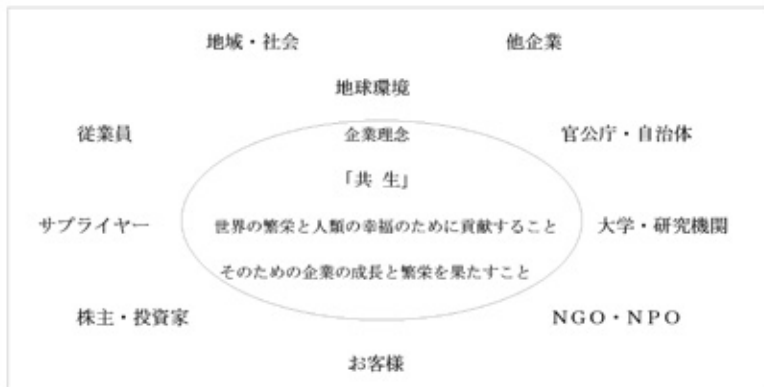 地域・社会 他企業
地球環境
従業員 企業理念 官公庁・自治体
「共 生」
サプライヤー 世界の繁栄と人類の幸福のために貢献すること 大学・研究機関
そのための企業の成長と繁栄を果たすこと
株主・投資家 ＮＧＯ・ＮＰＯ
お客様